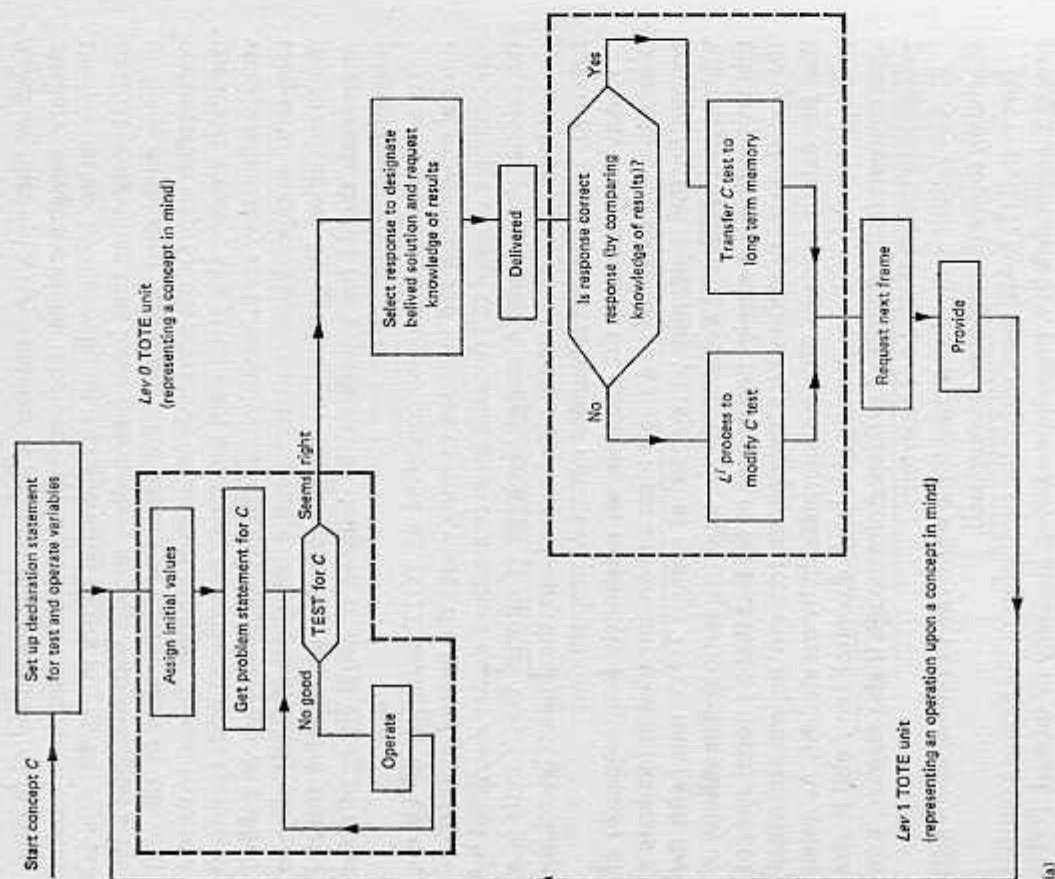 Start concept C
Set up declaration statement
for test and operate variables
Lev 0 TOTE unit
(representing a concept in mind)
Assign initial values
Get problem statement for C
TEST for C
Seems right
No good
Operate
Select response to designate
belived solution and request
knowledge of results
Delivered
Is response correct
response (by comparing
knowledge of results)?
Yes
No
Transfer C test to
long term memory
L¹ process to
modify C test
Request next frame
Provide
Lev 1 TOTE unit
(representing an operation upon a concept in mind)
(a)